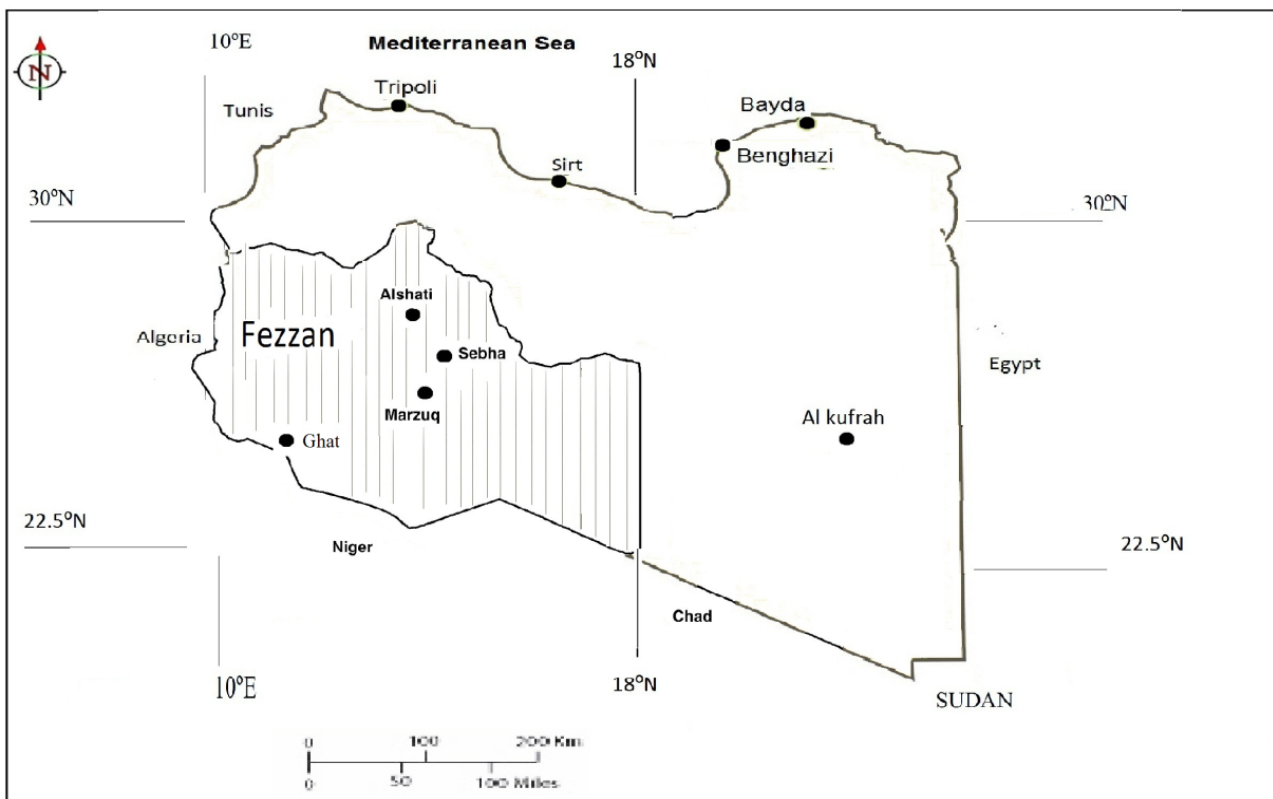 10°E
Mediterranean Sea
18°N
N
Tripoli
Tunis
Bayda
Benghazi
Sirt
30°N
30°N
Alshati
Algeria
Fezzan
Sebha
Egypt
Marzuq
Al kufrah
Ghat
22.5°N
Niger
22.5°N
Chad
10°E
18°N
SUDAN
0 100 200 Km.
0 50 100 Miles